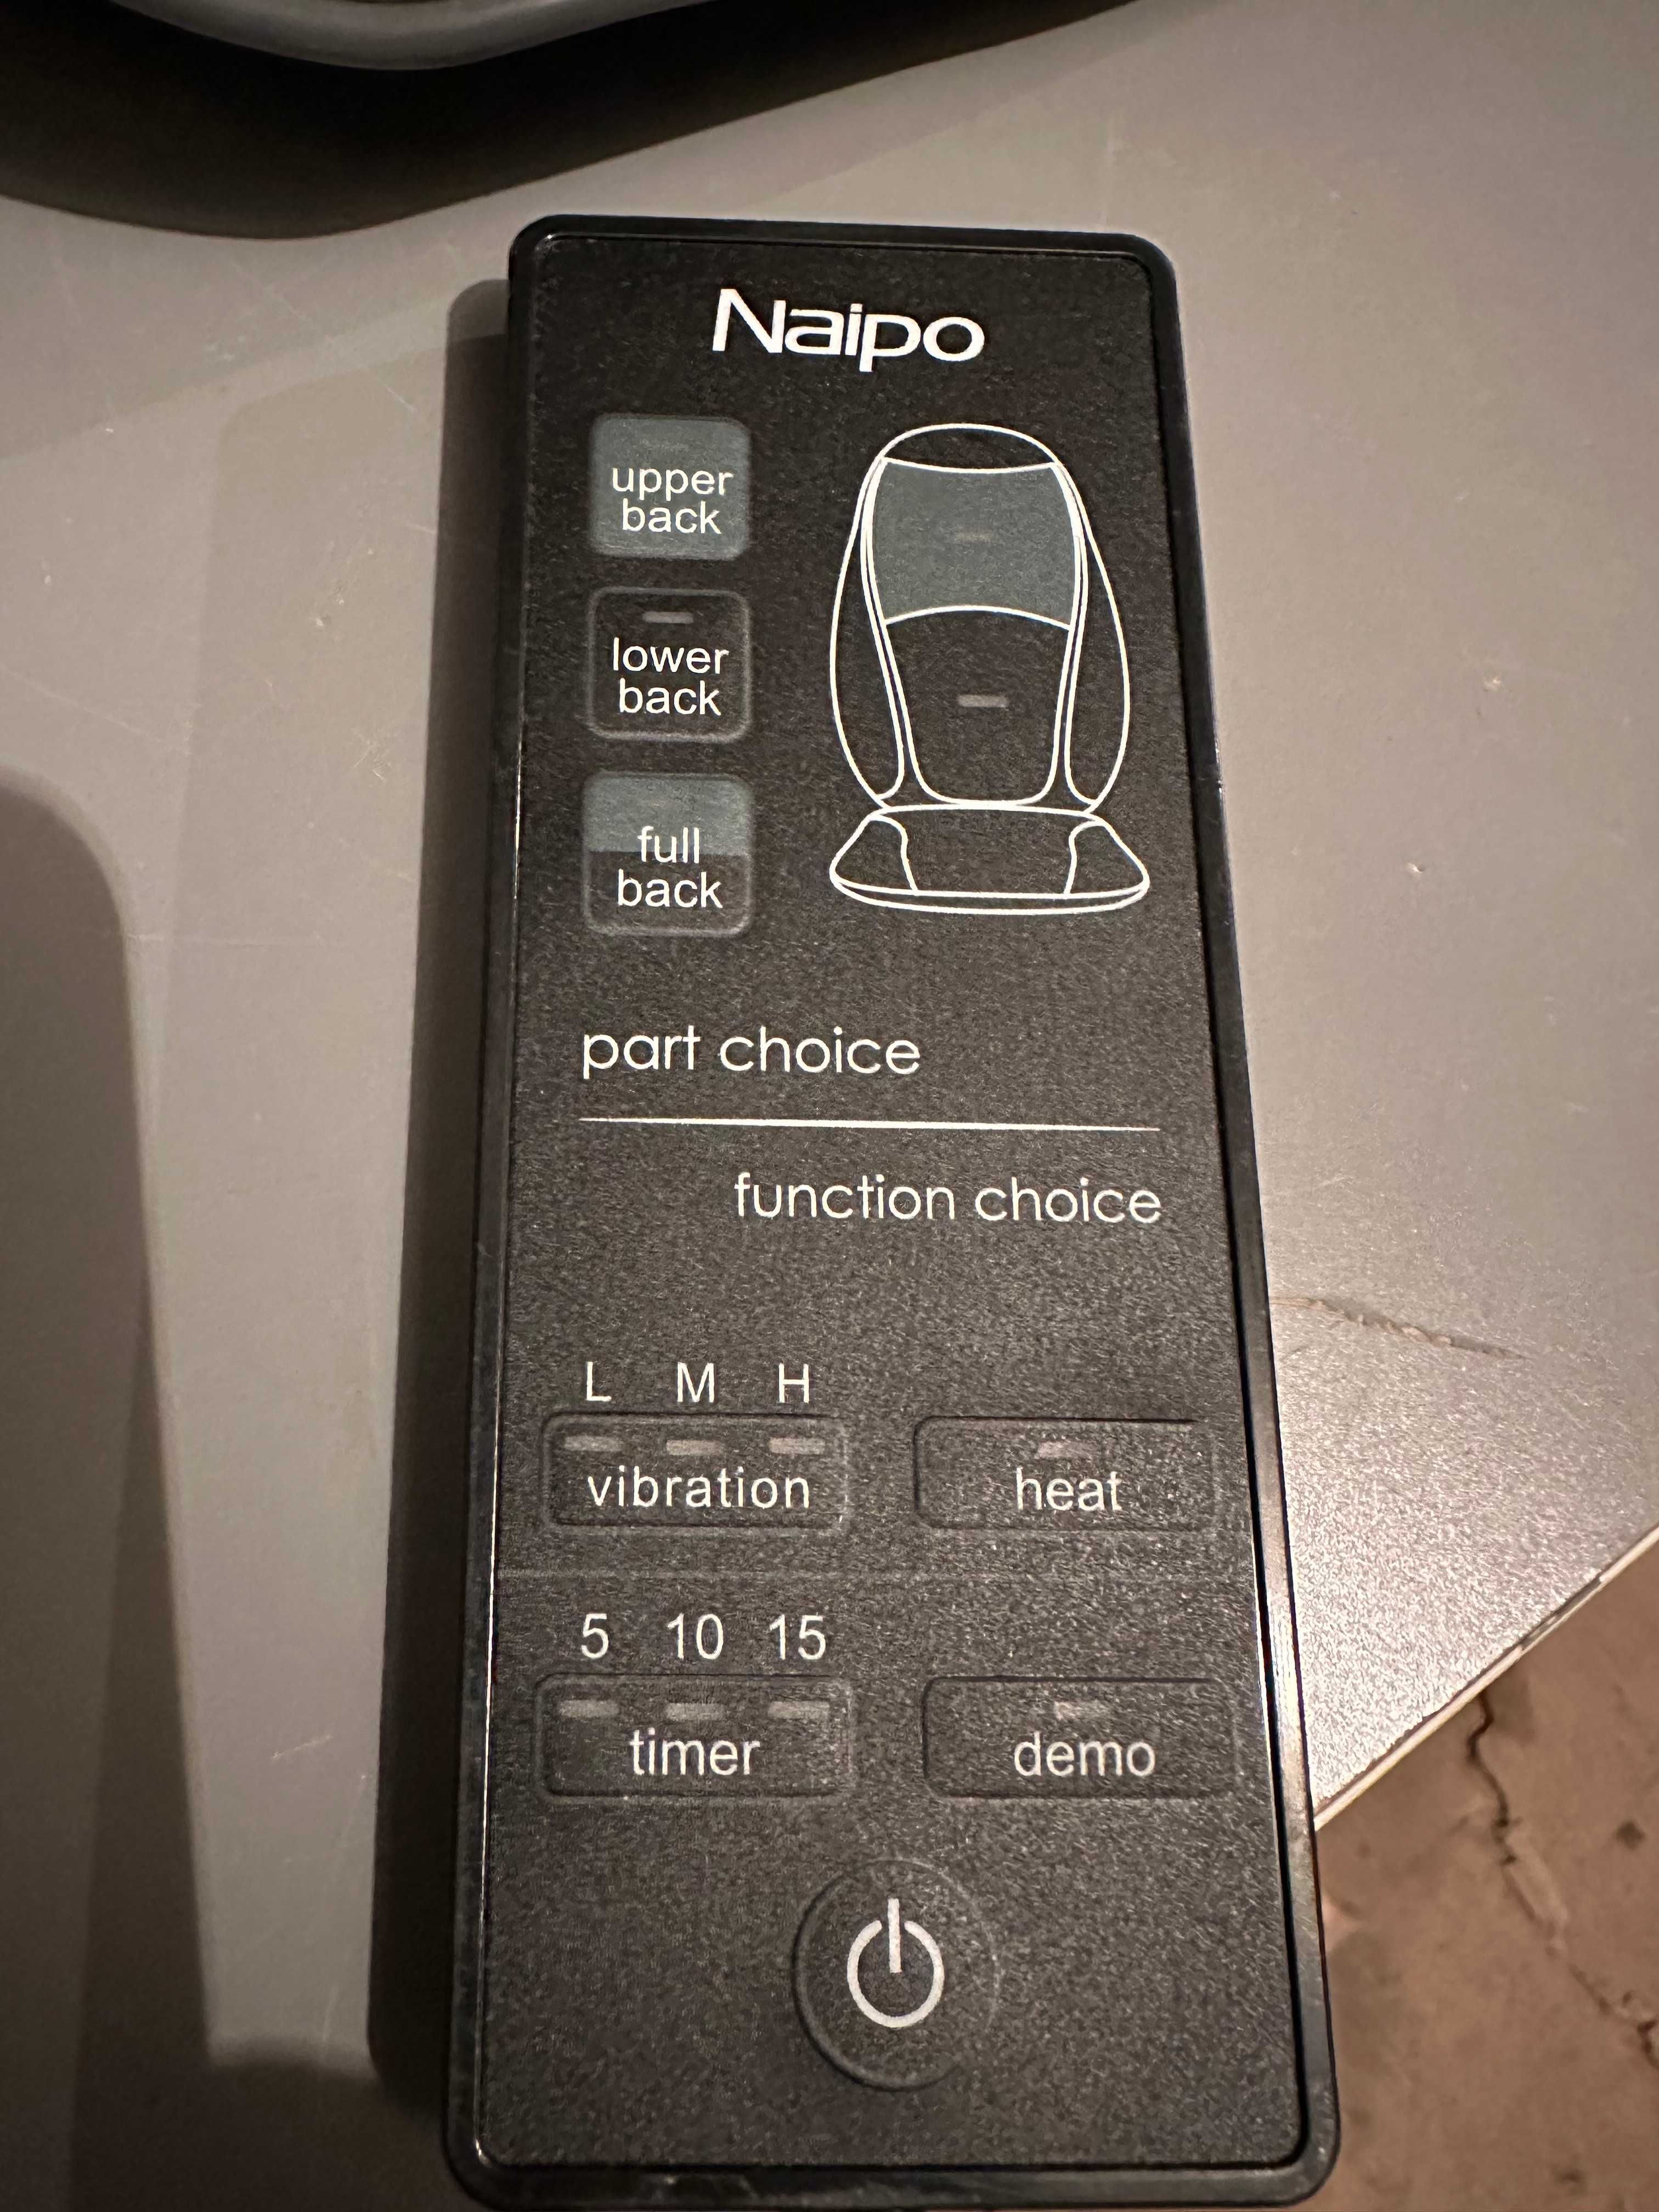 Naipo
upper
back
lower
back
full
back
part choice
function choice
L M H
vibration
heat
5 10 15
timer
demo